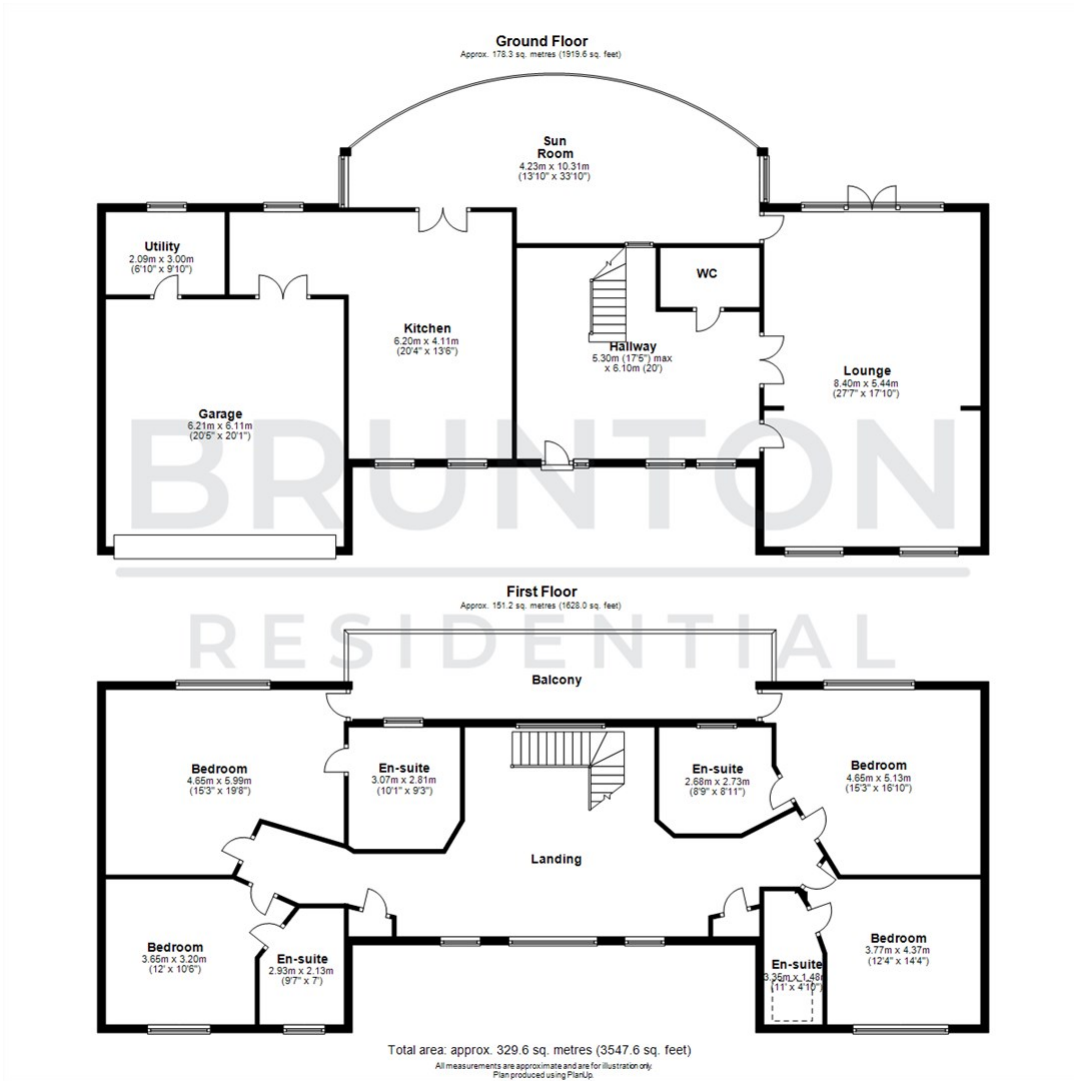 Ground Floor
Approx. 178.3 sq. metres (1919.6 sq. feet)
Sun
Room
4.23m x 10.31m
(13'10" x 33'10")
Utility
2.09m x 3.00m
(6'10" x 9'10")
WC
Kitchen
6.20m x 4.11m
(20'4" x 13'6")
Hallway
5.30m (17'5") max
x 6.10m (20')
Lounge
8.40m x 5.44m
(27'7" x 17'10")
Garage
6.21m x 6.11m
(20'5" x 20'1")
BRUNTON
RESIDENTIAL
First Floor
Approx. 151.2 sq. metres (1628.0 sq. feet)
Balcony
Bedroom
4.65m x 5.99m
(15'3" x 19'8")
En-suite
3.07m x 2.81m
(10'1" x 9'3")
En-suite
2.68m x 2.73m
(8'9" x 8'11")
Bedroom
4.65m x 5.13m
(15'3" x 16'10")
Landing
Bedroom
3.65m x 3.20m
(12' x 10'6")
En-suite
2.93m x 2.13m
(9'7" x 7')
En-suite
3.35m x 1.48m
(11' x 4'10")
Bedroom
3.77m x 4.37m
(12'4" x 14'4")
Total area: approx. 329.6 sq. metres (3547.6 sq. feet)
All measurements are approximate and are for illustration only.
Plan produced using PlanUp.